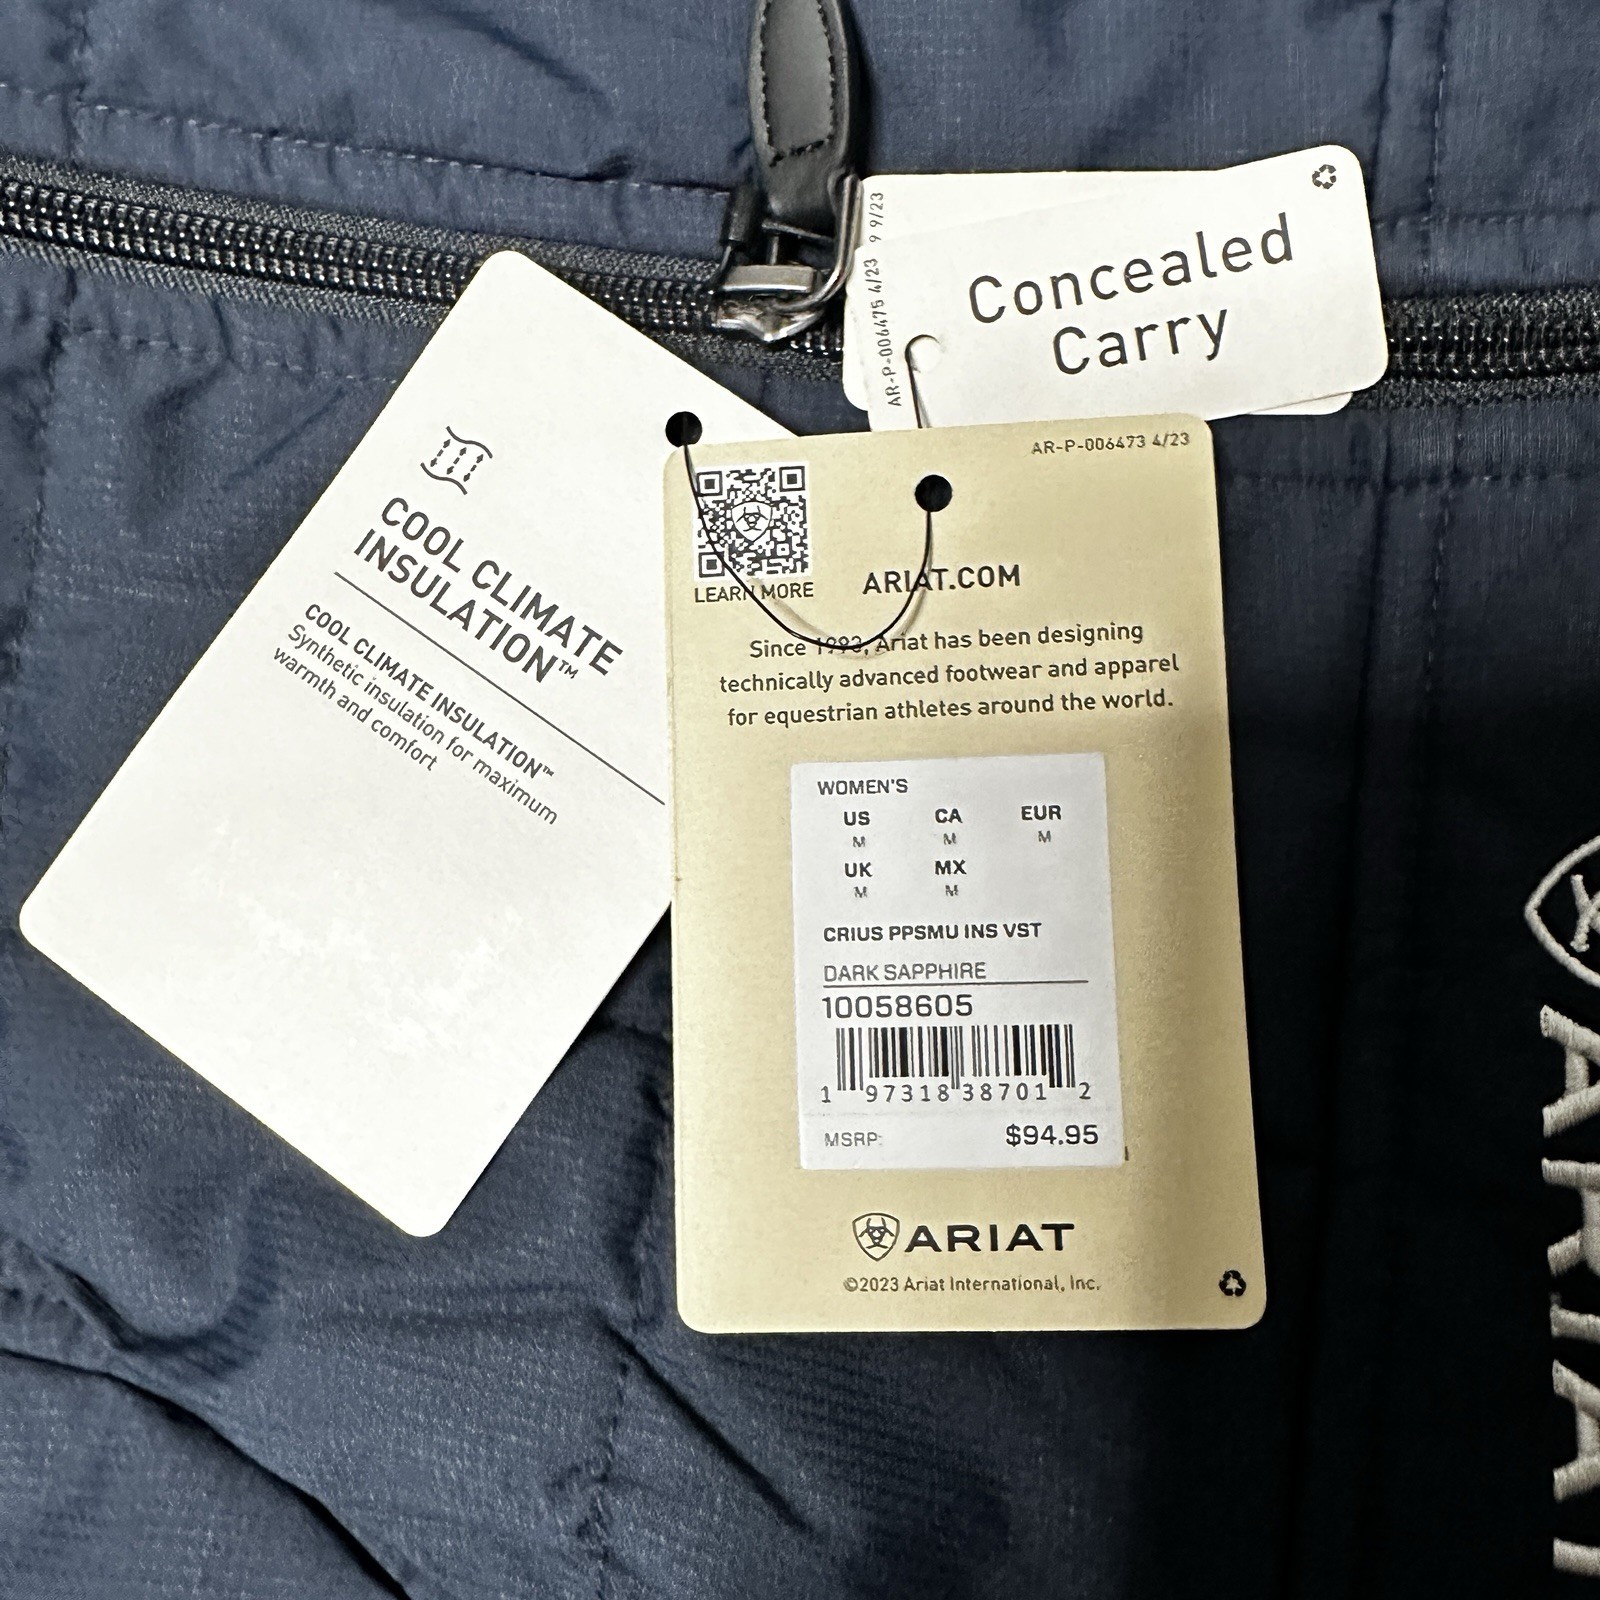 AR-P-006475 4/23 9 9/23
Concealed
Carry
COOL CLIMATE
INSULATION™
COOL CLIMATE INSULATION™
Synthetic insulation for maximum
warmth and comfort
AR-P-006473 4/23
LEARN MORE
ARIAT.COM
Since 1993, Ariat has been designing
technically advanced footwear and apparel
for equestrian athletes around the world.
WOMEN'S
US CA EUR
M M M
UK MX
M M
CRIUS PPSMU INS VST
DARK SAPPHIRE
10058605
1 97318 38701 2
MSRP: $94.95
ARIAT
©2023 Ariat International, Inc.
ARIAT